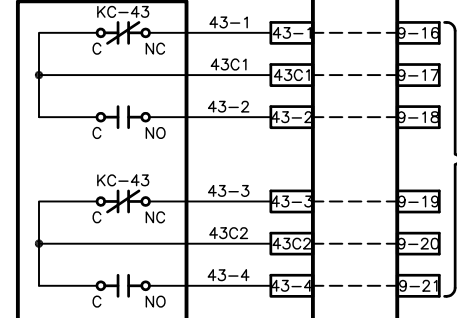 KC-43
43-1 43-1 9-16
C NC
43C1 43C1 9-17
43-2 43-2 9-18
C NO
KC-43
43-3 43-3 9-19
C NC
43C2 43C2 9-20
43-4 43-4 9-21
C NO